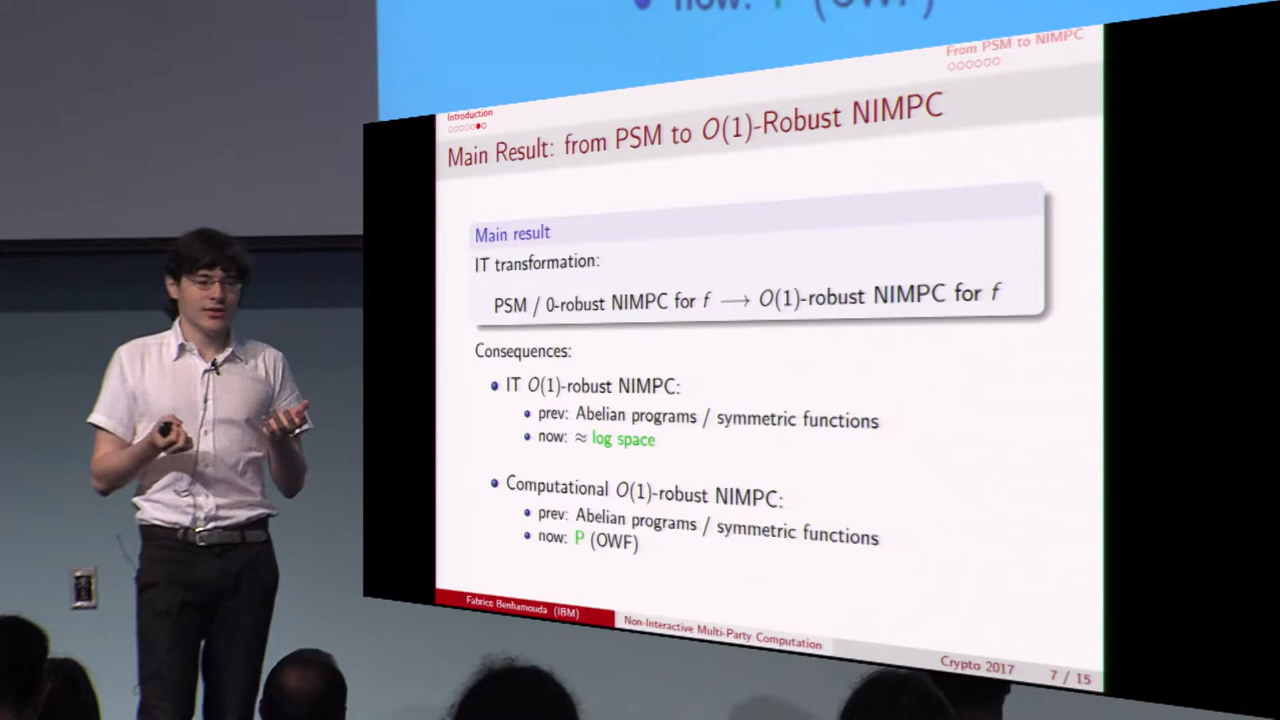 now: P (OWF)
From PSM to NIMPC
Introduction
Main Result: from PSM to O(1)-Robust NIMPC
Main result
IT transformation:
PSM / 0-robust NIMPC for f ⟶ O(1)-robust NIMPC for f
Consequences:
IT O(1)-robust NIMPC:
prev: Abelian programs / symmetric functions
now: ≈ log space
Computational O(1)-robust NIMPC:
prev: Abelian programs / symmetric functions
now: P (OWF)
Fabrice Benhamouda (IBM)
Non-Interactive Multi-Party Computation
Crypto 2017 7 / 15